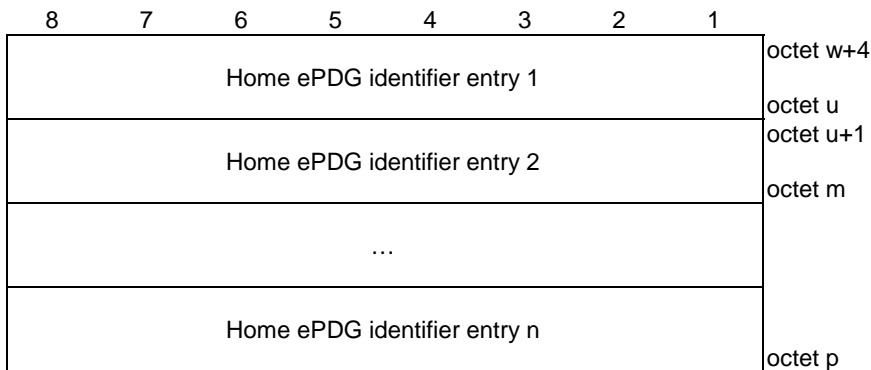 8 7 6 5 4 3 2 1
octet w+4
Home ePDG identifier entry 1
octet u
octet u+1
Home ePDG identifier entry 2
octet m
…
Home ePDG identifier entry n
octet p